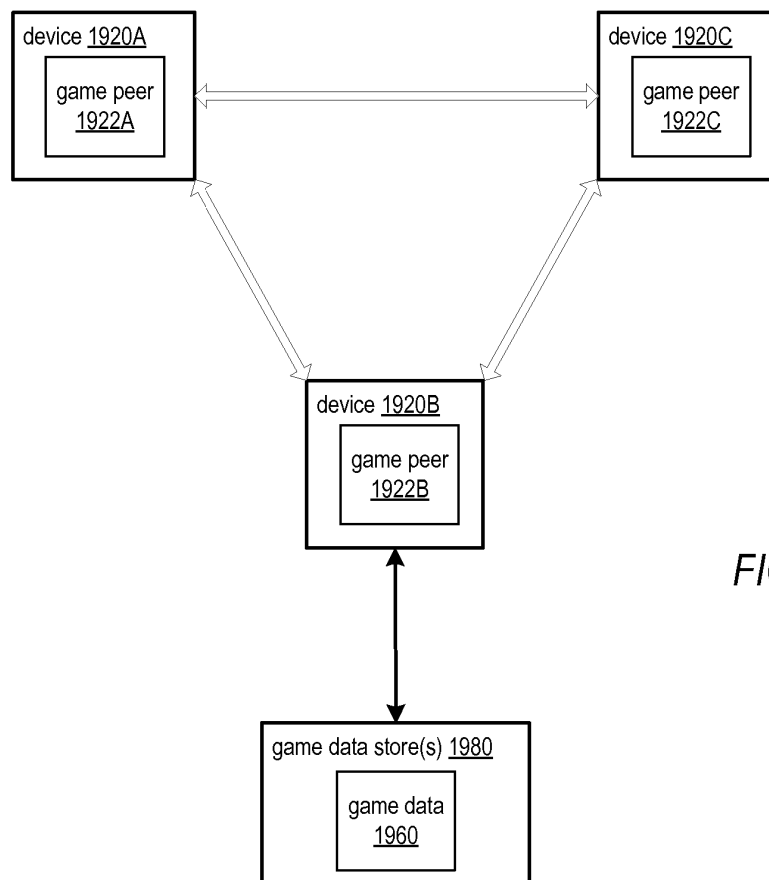 device 1920A
game peer
1922A
device 1920C
game peer
1922C
device 1920B
game peer
1922B
game data store(s) 1980
game data
1960